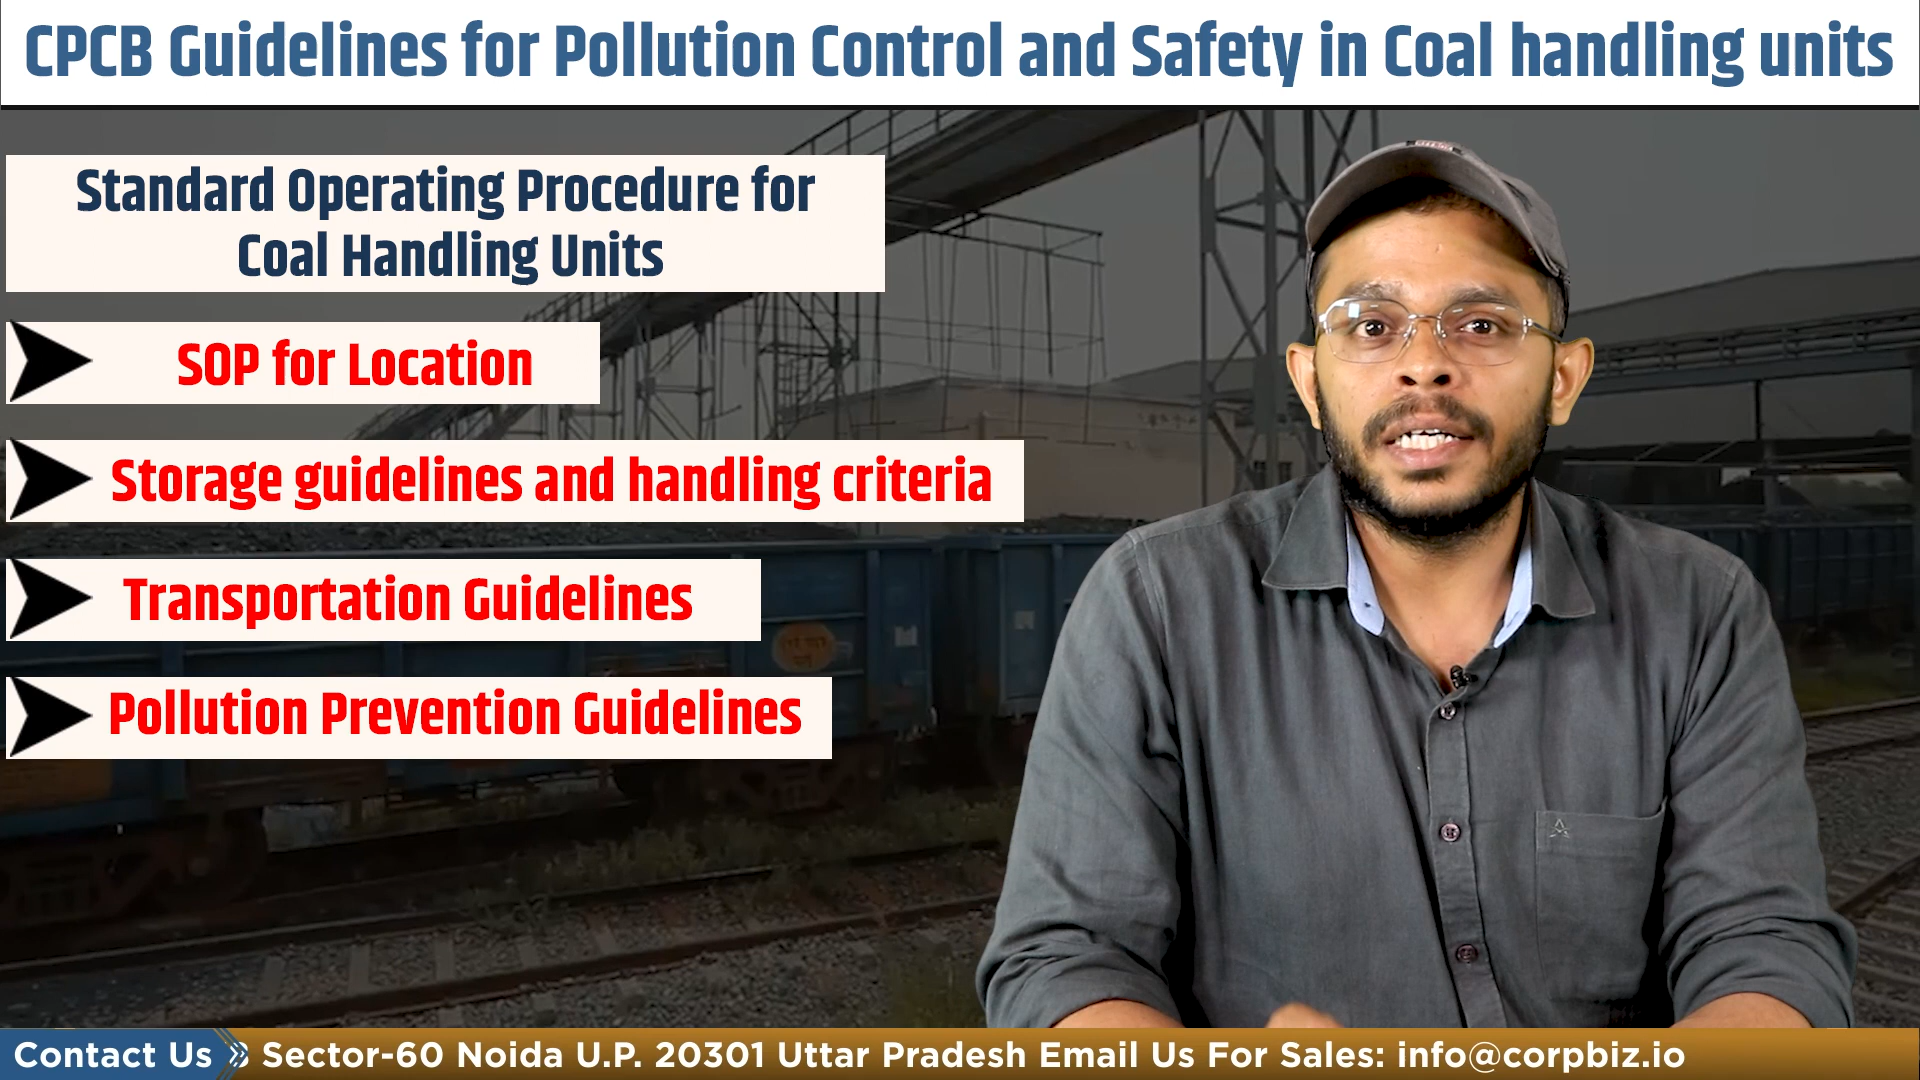 CPCB Guidelines for Pollution Control and Safety in Coal handling units
Standard Operating Procedure for
Coal Handling Units
SOP for Location
Storage guidelines and handling criteria
Transportation Guidelines
Pollution Prevention Guidelines
Contact Us Sector-60 Noida U.P. 20301 Uttar Pradesh Email Us For Sales: info@corpbiz.io